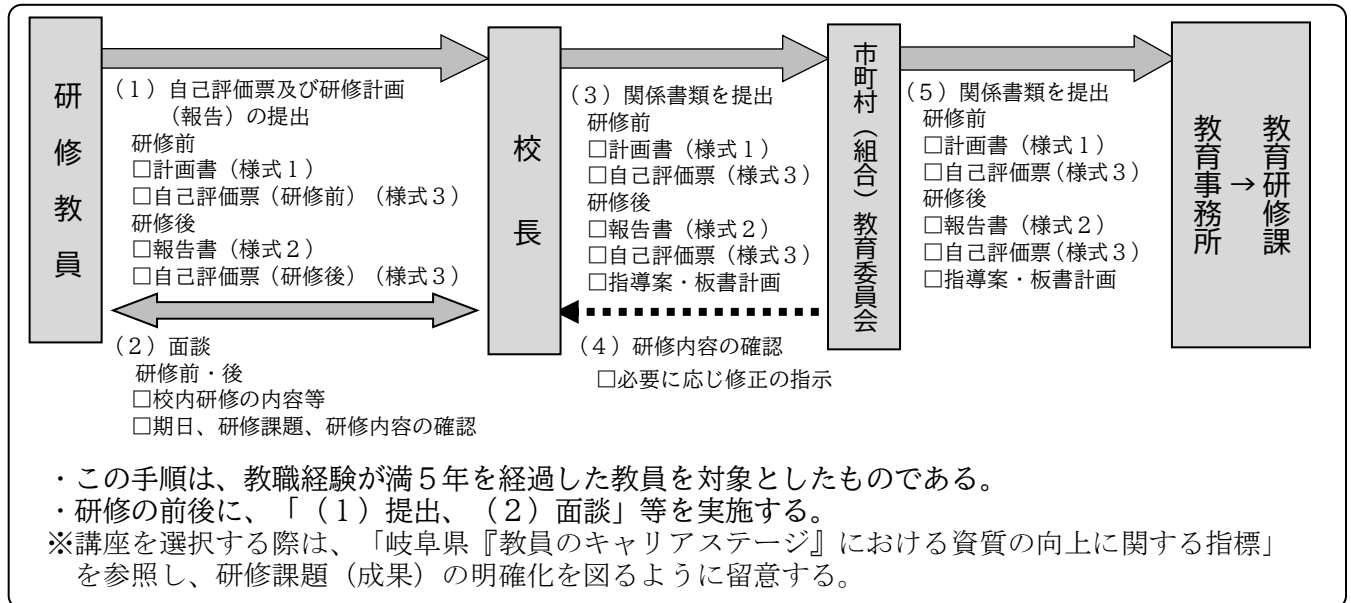 研修教員
(1)自己評価票及び研修計画
(報告)の提出
研修前
□計画書(様式1)
□自己評価票(研修前)(様式3)
研修後
□報告書(様式2)
□自己評価票(研修後)(様式3)
(2)面談
研修前・後
□校内研修の内容等
□期日、研修課題、研修内容の確認
校長
(3)関係書類を提出
研修前
□計画書(様式1)
□自己評価票(様式3)
研修後
□報告書(様式2)
□自己評価票(様式3)
□指導案・板書計画
(4)研修内容の確認
□必要に応じ修正の指示
市町村(組合)教育委員会
(5)関係書類を提出
研修前
□計画書(様式1)
□自己評価票(様式3)
研修後
□報告書(様式2)
□自己評価票(様式3)
□指導案・板書計画
教育事務所
→
教育研修課
・この手順は、教職経験が満5年を経過した教員を対象としたものである。
・研修の前後に、「(1)提出、(2)面談」等を実施する。
※講座を選択する際は、「岐阜県『教員のキャリアステージ』における資質の向上に関する指標」
を参照し、研修課題(成果)の明確化を図るように留意する。